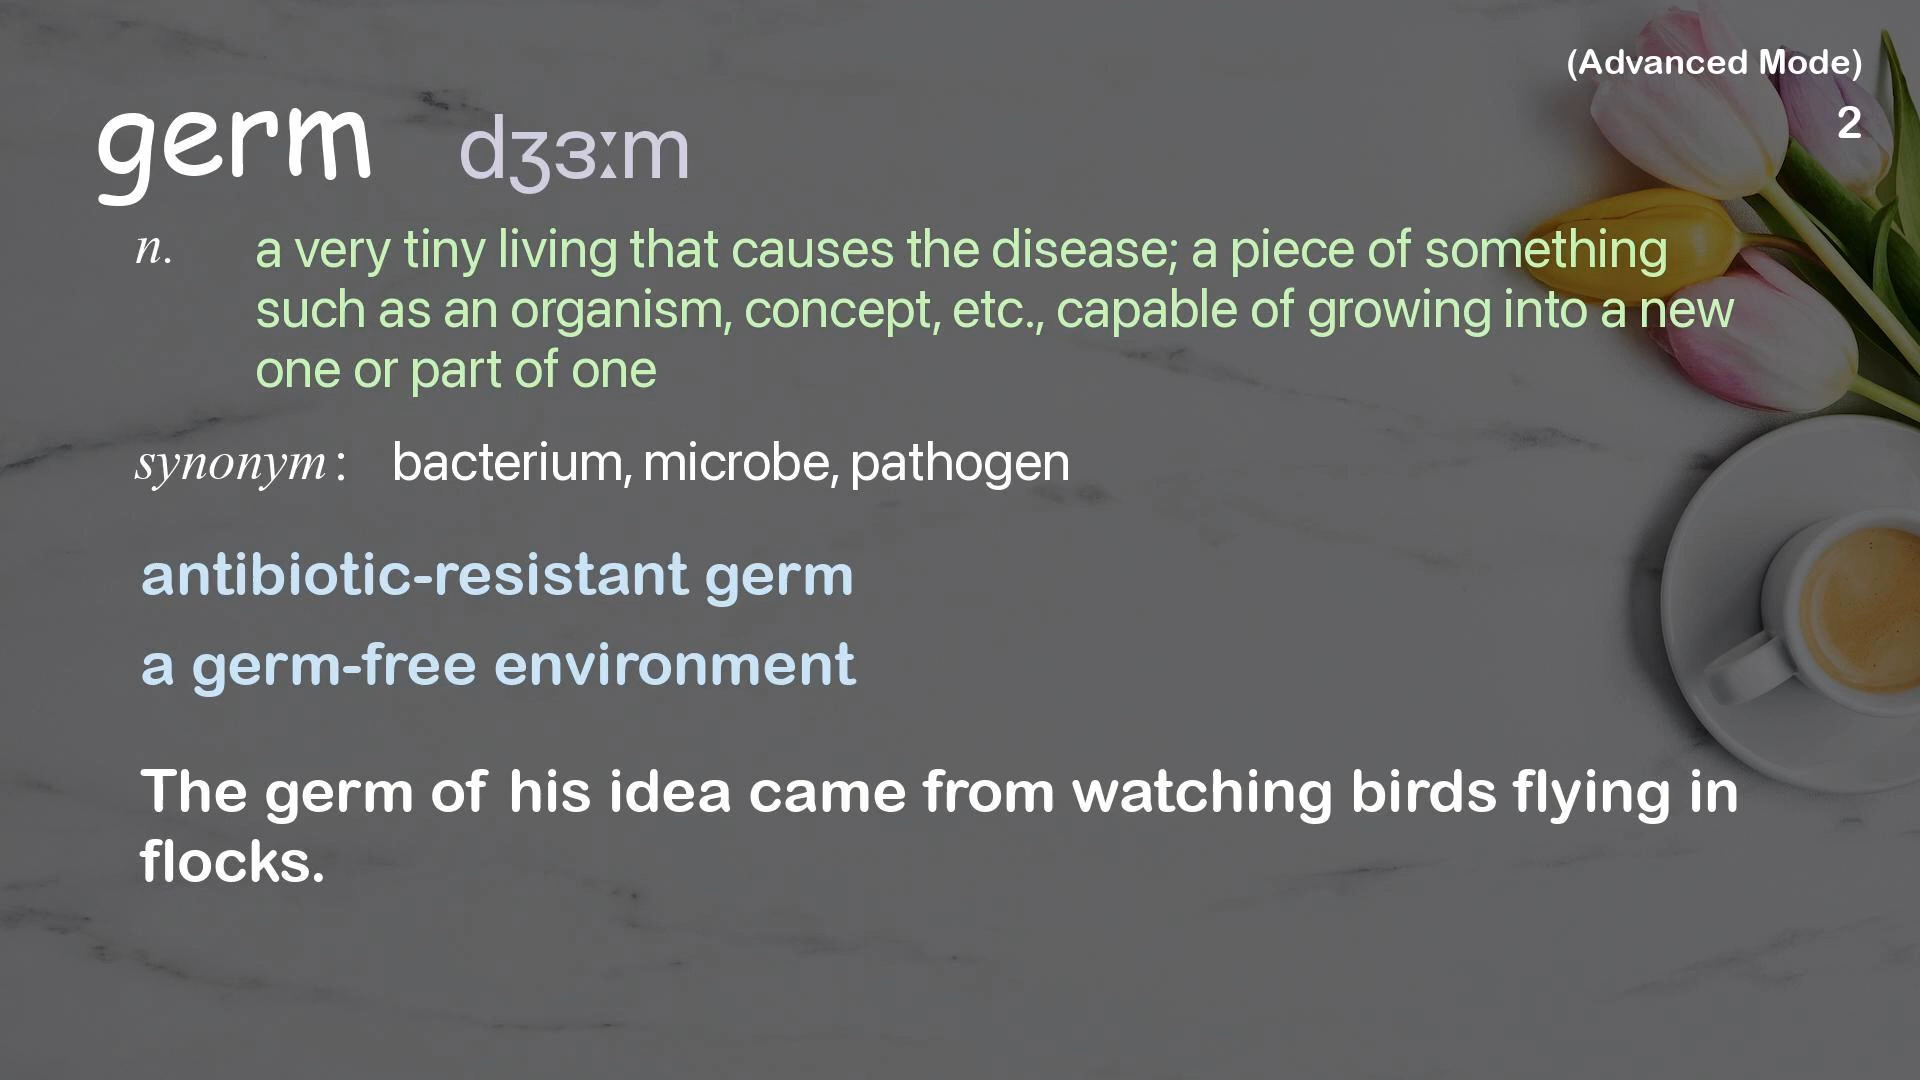 (Advanced Mode)
2
germ dʒɜːm
n. a very tiny living that causes the disease; a piece of something
such as an organism, concept, etc., capable of growing into a new
one or part of one
synonym: bacterium, microbe, pathogen
antibiotic-resistant germ
a germ-free environment
The germ of his idea came from watching birds flying in
flocks.